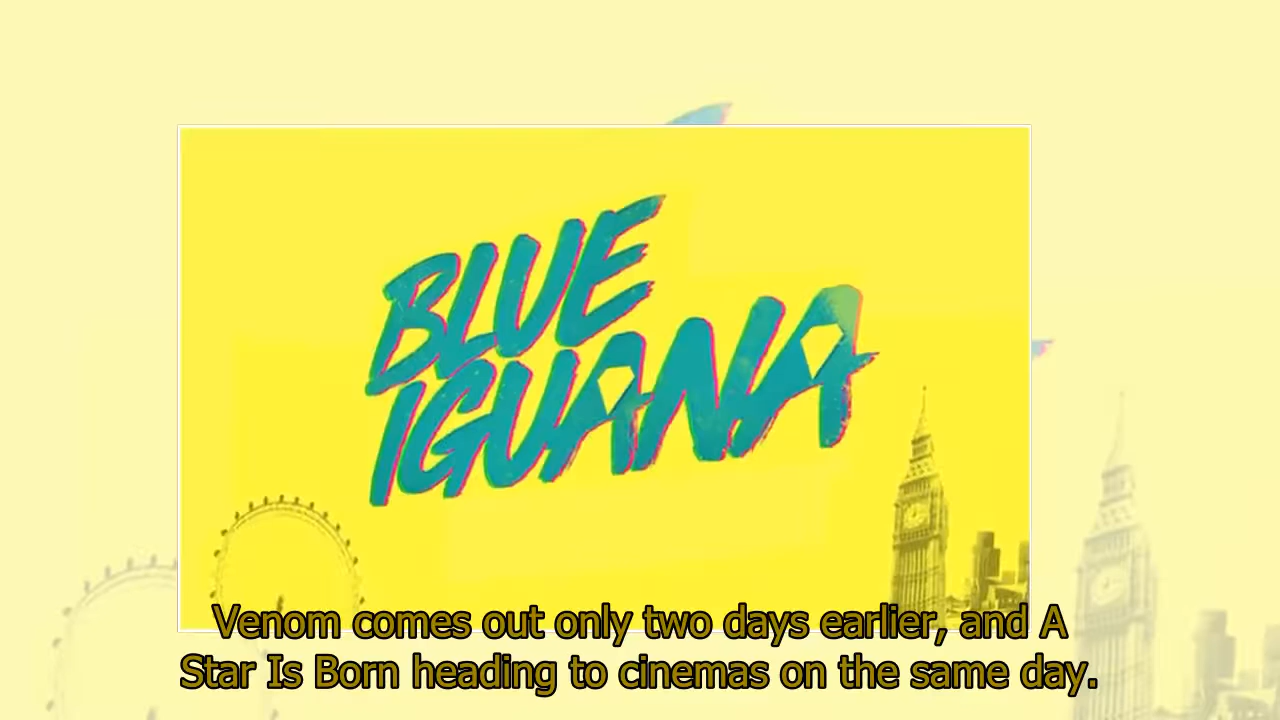 BLUE
IGUANA
Venom comes out only two days earlier, and A
Star Is Born heading to cinemas on the same day.